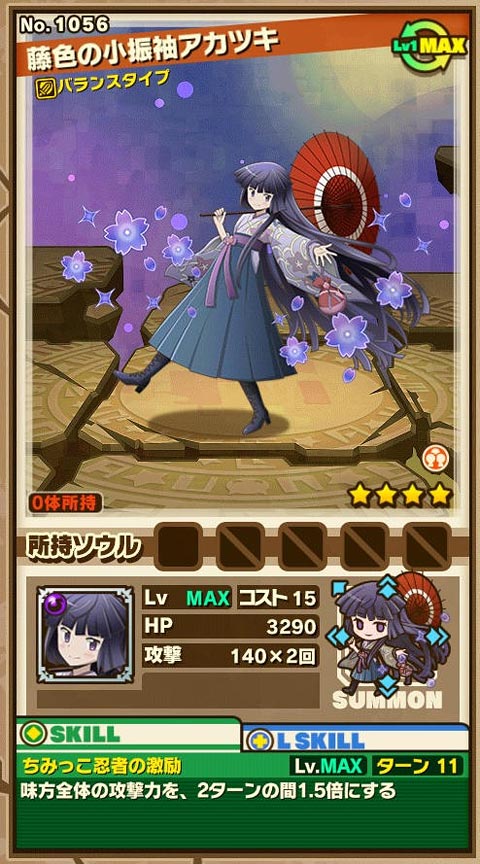 No. 1056
藤色の小振袖アカツキ
Lv1 MAX
バランスタイプ
0体所持
所持ソウル
Lv MAX コスト 15
HP 3290
攻撃 140×2回
SUMMON
SKILL
L SKILL
ちみっこ忍者の激励 Lv.MAX ターン 11
味方全体の攻撃力を、2ターンの間1.5倍にする